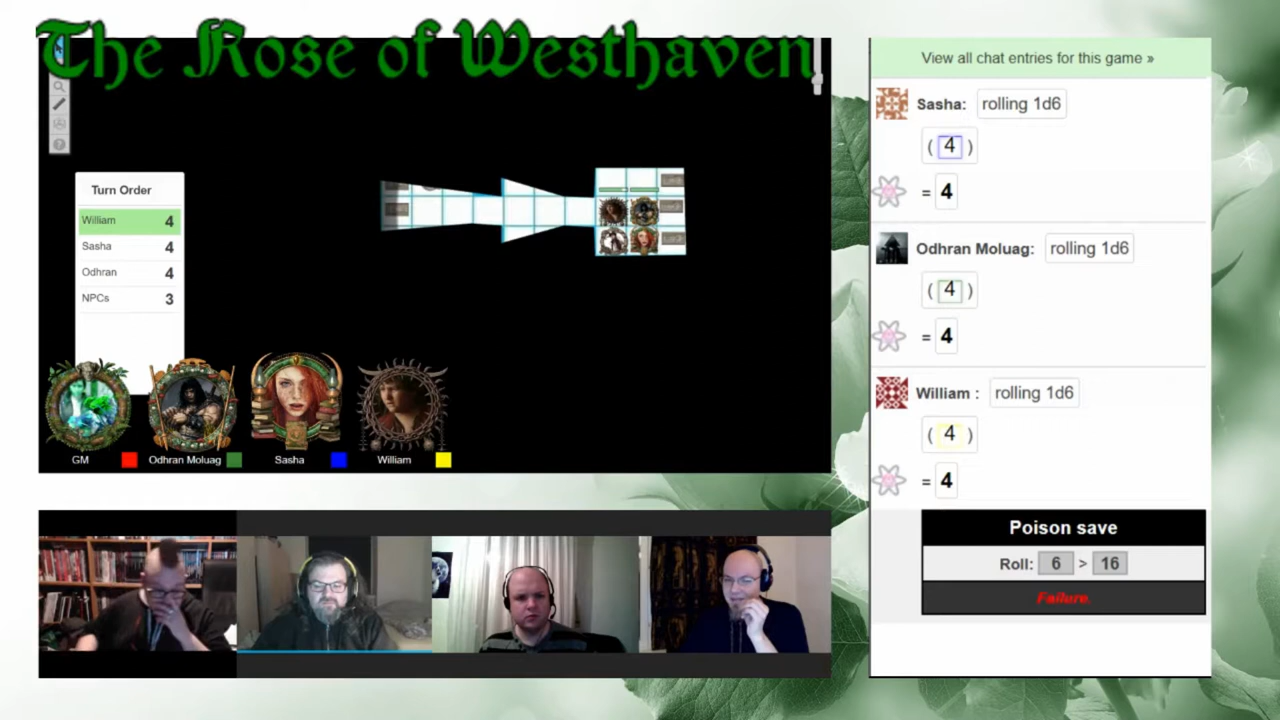 The Rose of Westhaven
Turn Order
William 4
Sasha 4
Odhran 4
NPCs 3
GM
Odhran Moluag
Sasha
William
View all chat entries for this game »
Sasha: rolling 1d6
( 4 )
= 4
Odhran Moluag: rolling 1d6
( 4 )
= 4
William : rolling 1d6
( 4 )
= 4
Poison save
Roll: 6 > 16
Failure.